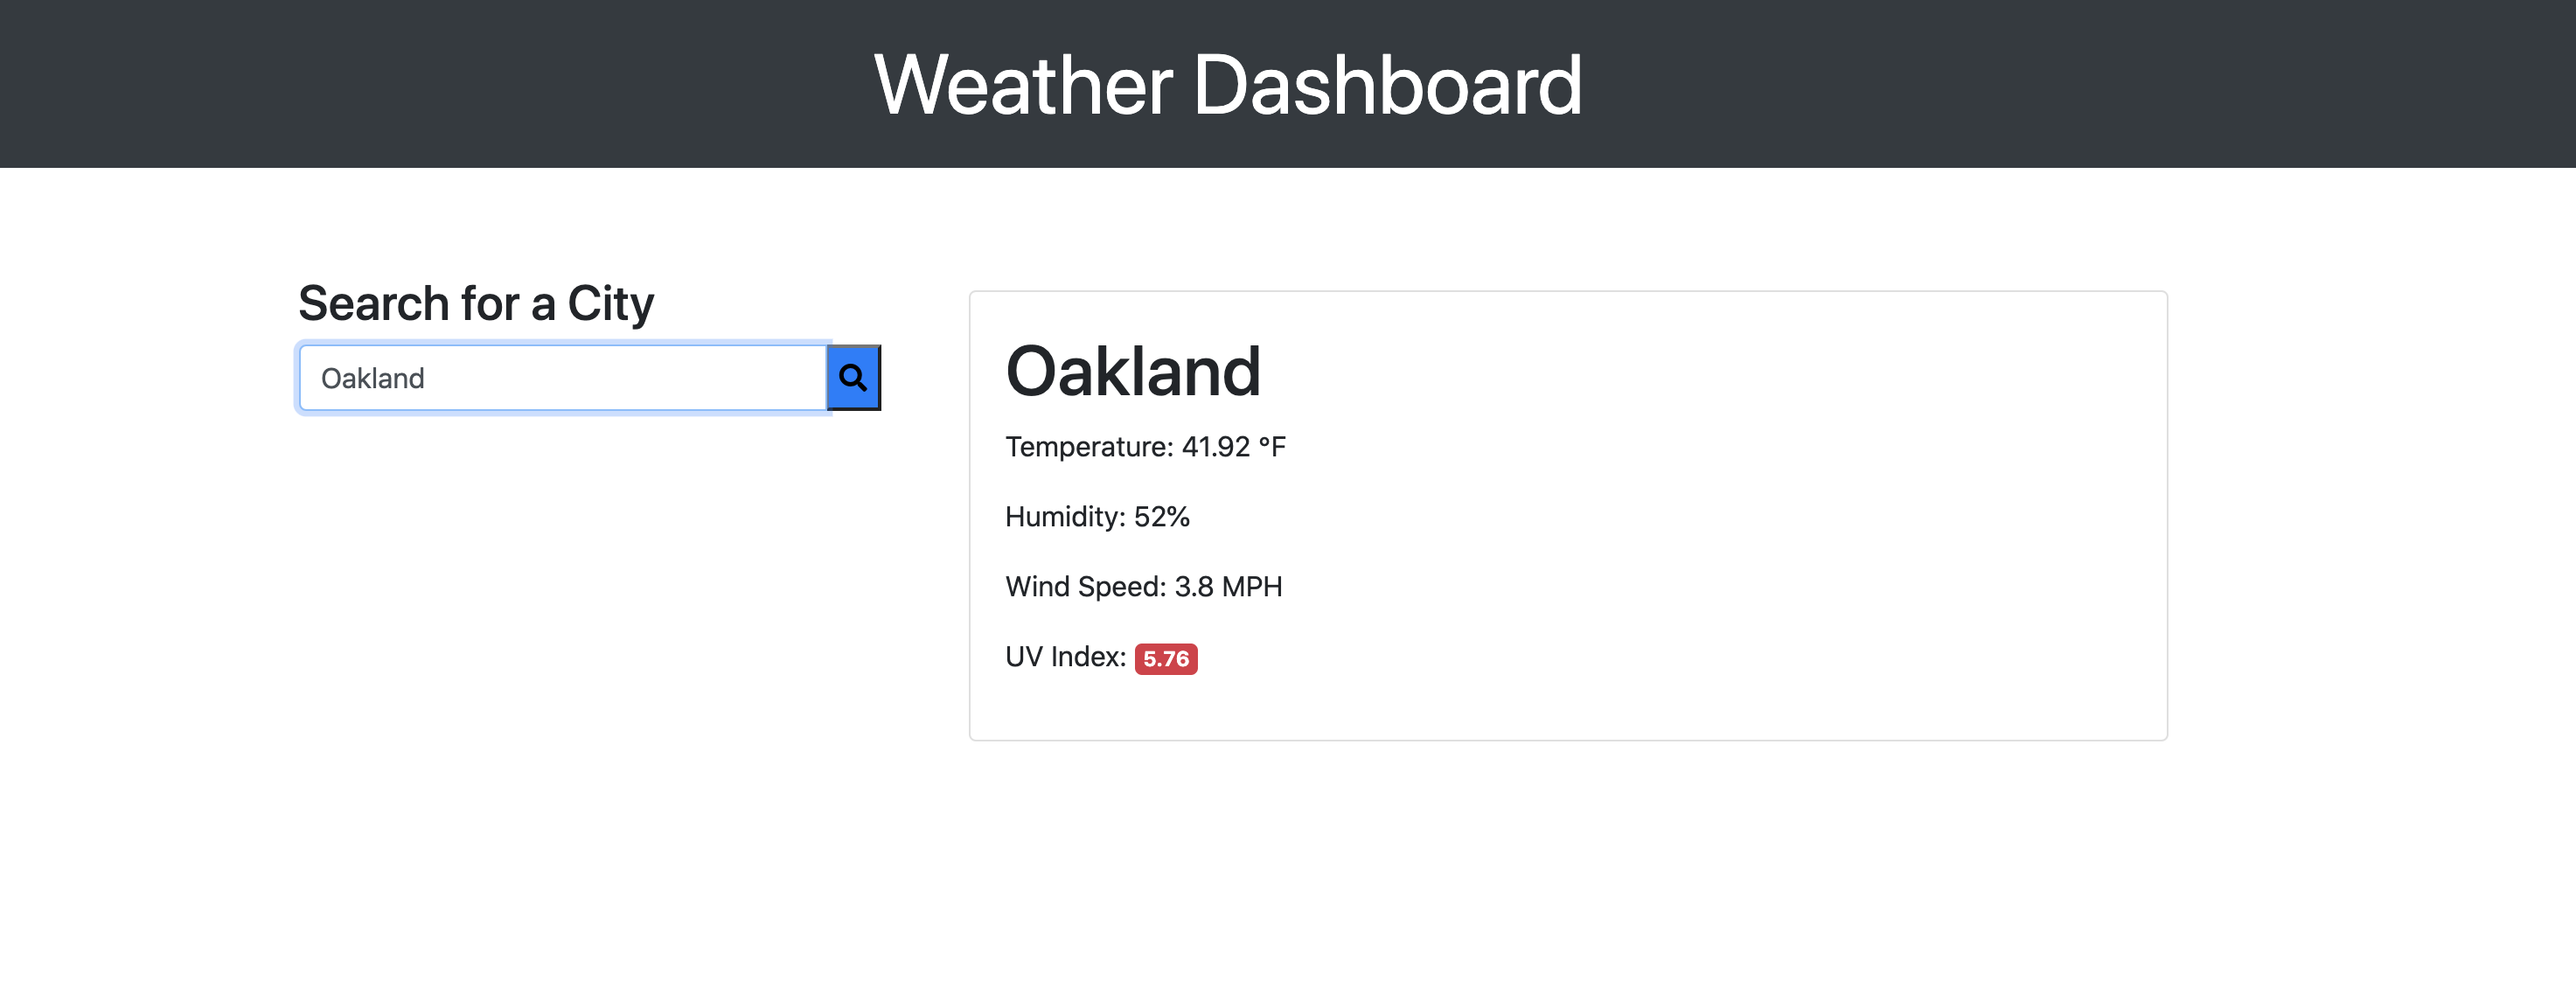 Weather Dashboard
Search for a City
Oakland
Oakland
Temperature: 41.92 °F
Humidity: 52%
Wind Speed: 3.8 MPH
UV Index: 5.76